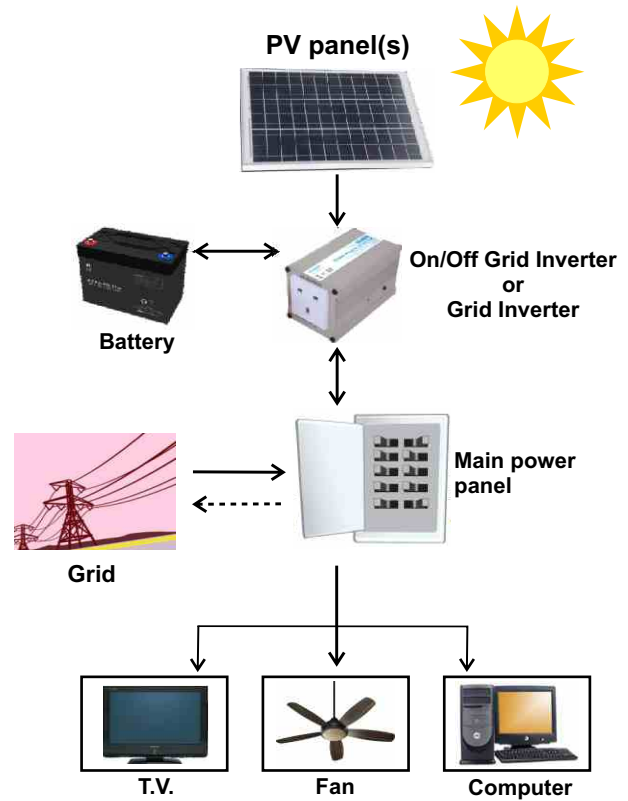 PV panel(s)
On/Off Grid Inverter
or
Grid Inverter
Battery
Main power
panel
Grid
T.V.
Fan
Computer